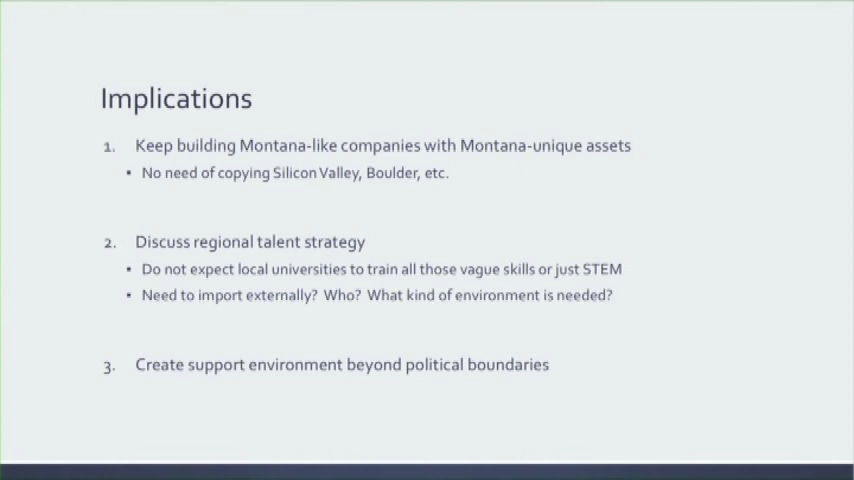 Implications
1. Keep building Montana-like companies with Montana-unique assets
▪ No need of copying Silicon Valley, Boulder, etc.
2. Discuss regional talent strategy
▪ Do not expect local universities to train all those vague skills or just STEM
▪ Need to import externally? Who? What kind of environment is needed?
3. Create support environment beyond political boundaries